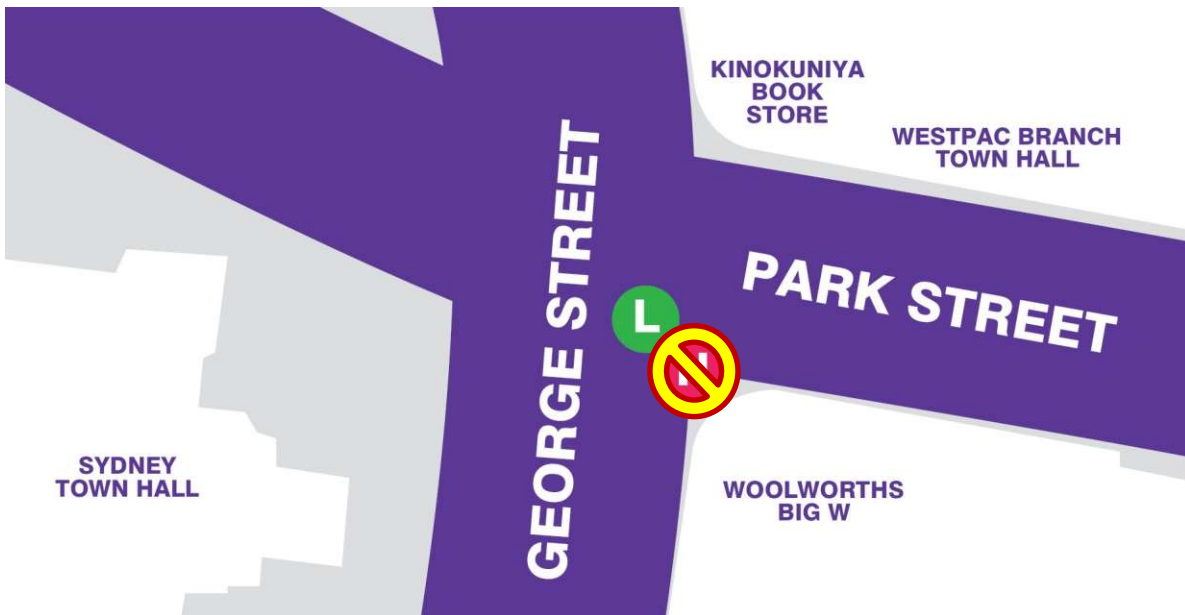 KINOKUNIYA
BOOK
STORE
WESTPAC BRANCH
TOWN HALL
GEORGE STREET
PARK STREET
L
SYDNEY
TOWN HALL
WOOLWORTHS
BIG W